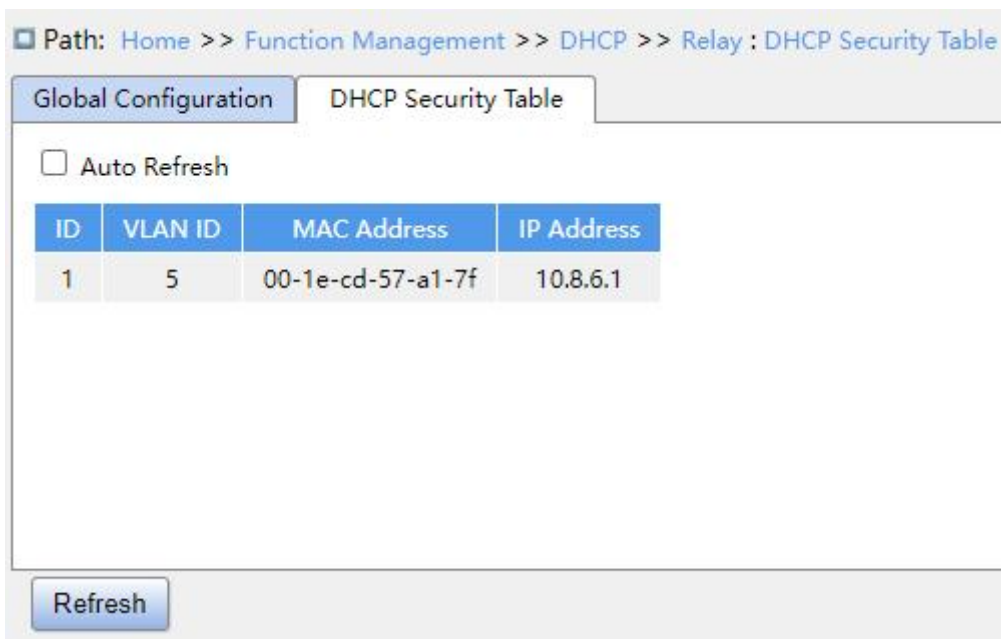 Path: Home >> Function Management >> DHCP >> Relay : DHCP Security Table
Global Configuration DHCP Security Table
Auto Refresh
ID VLAN ID MAC Address IP Address
1 5 00-1e-cd-57-a1-7f 10.8.6.1
Refresh